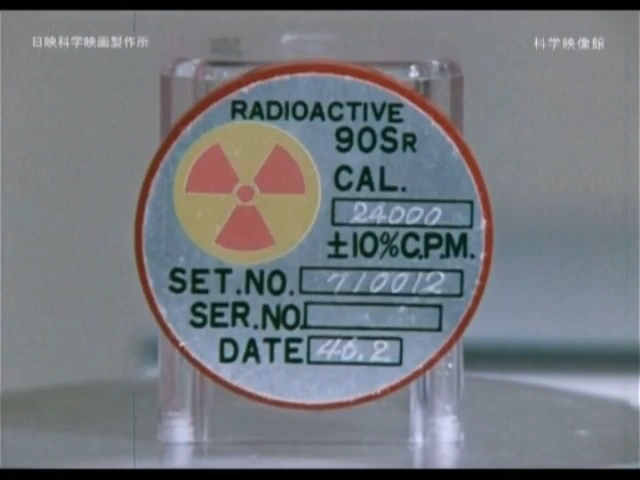 日映科学映画製作所
科学映像館
RADIOACTIVE
90SR
CAL.
24000
±10%C.P.M.
SET.NO. 710012
SER.NO.
DATE 46.2